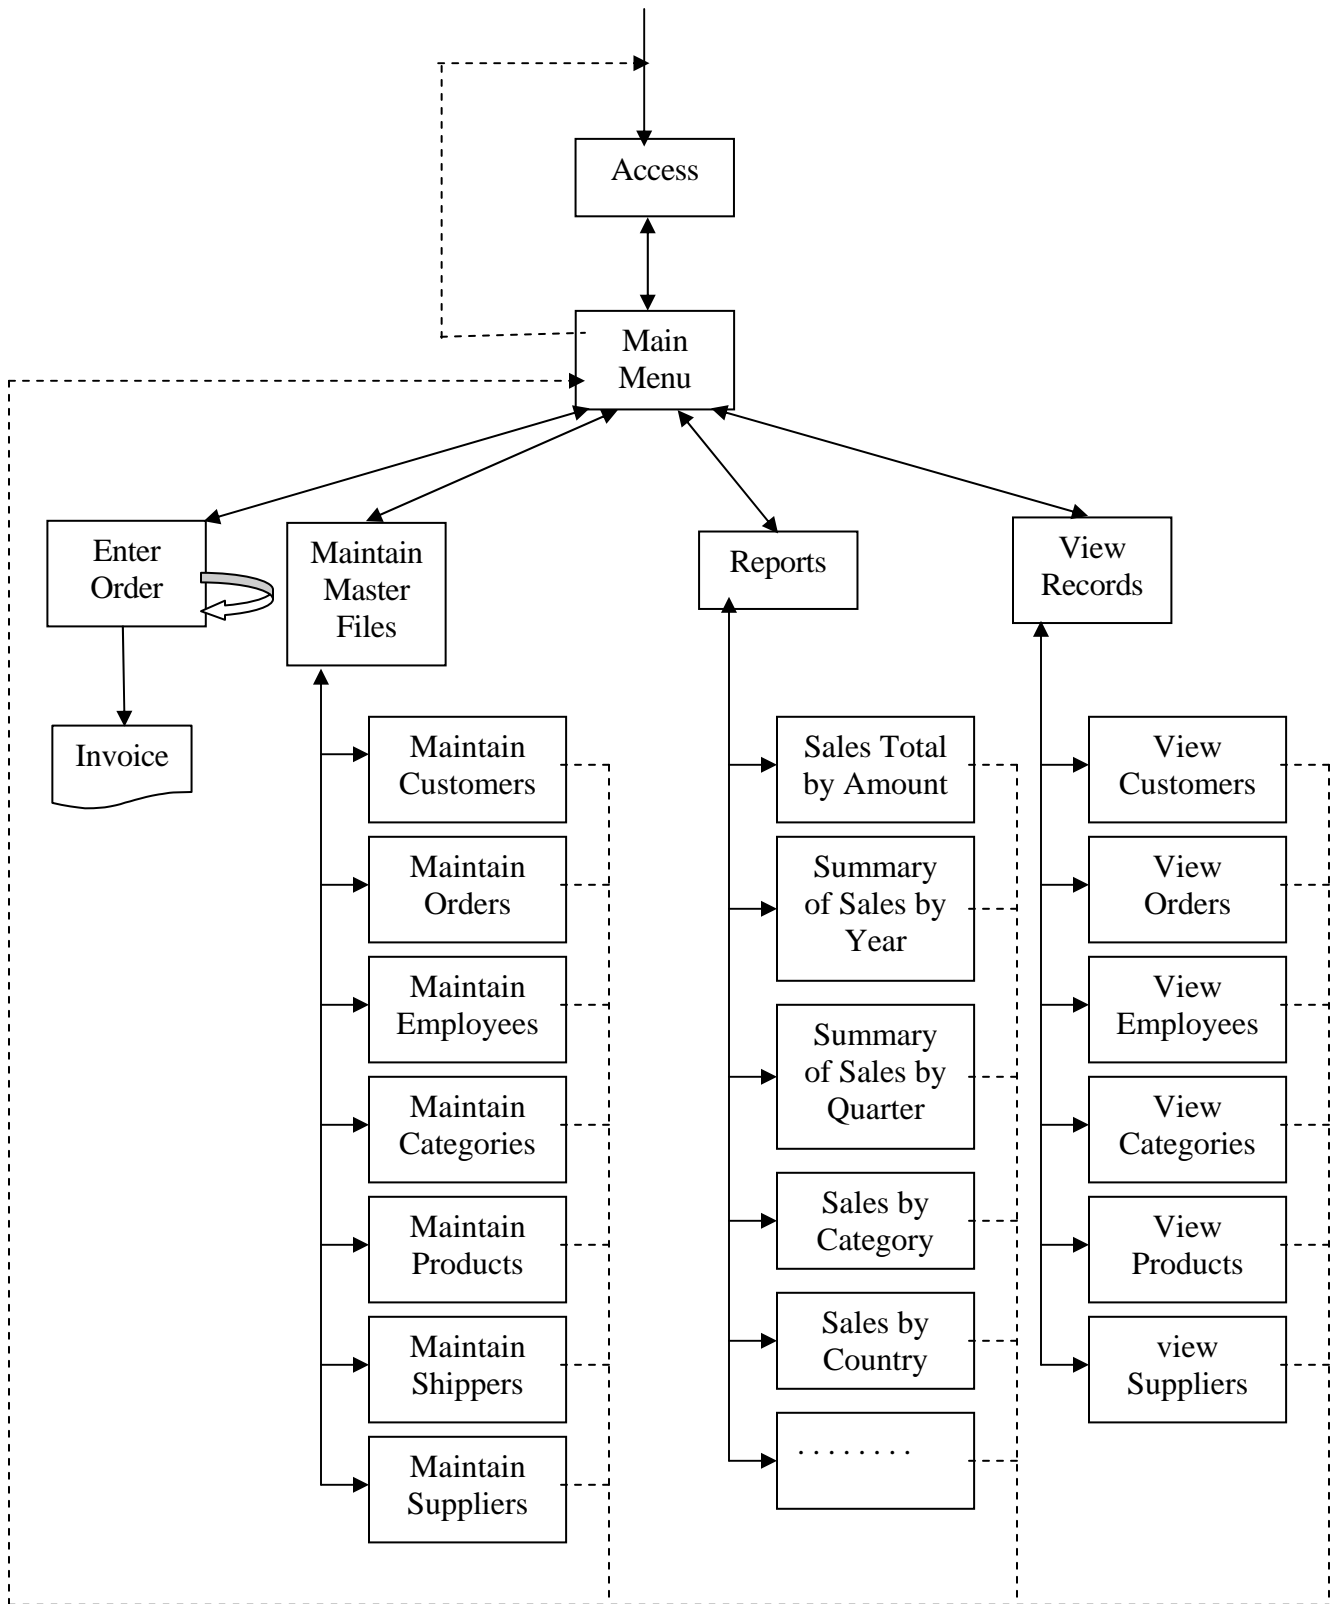 Access
Main
Menu
Enter
Order
Maintain
Master
Files
Reports
View
Records
Invoice
Maintain
Customers
Maintain
Orders
Maintain
Employees
Maintain
Categories
Maintain
Products
Maintain
Shippers
Maintain
Suppliers
Sales Total
by Amount
Summary
of Sales by
Year
Summary
of Sales by
Quarter
Sales by
Category
Sales by
Country
. . . . . . . .
View
Customers
View
Orders
View
Employees
View
Categories
View
Products
view
Suppliers